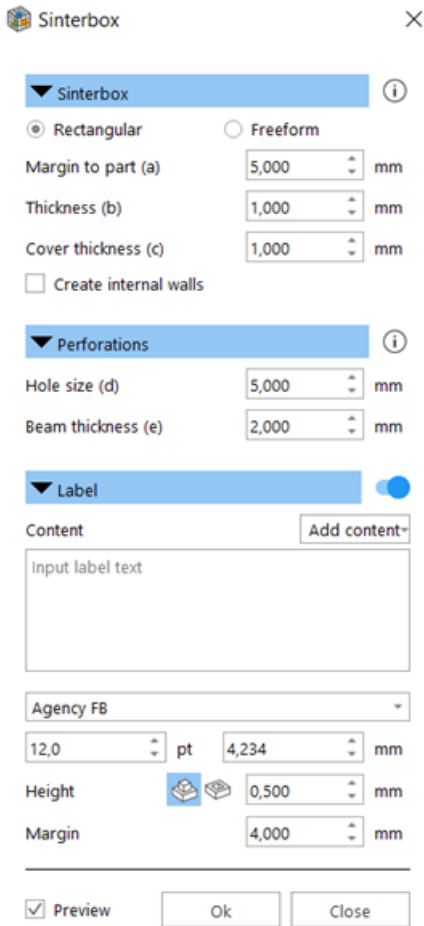 Sinterbox
Sinterbox
Rectangular Freeform
Margin to part (a) 5,000 mm
Thickness (b) 1,000 mm
Cover thickness (c) 1,000 mm
Create internal walls
Perforations
Hole size (d) 5,000 mm
Beam thickness (e) 2,000 mm
Label
Content Add content
Input label text
Agency FB
12,0 pt 4,234 mm
Height 0,500 mm
Margin 4,000 mm
Preview Ok Close